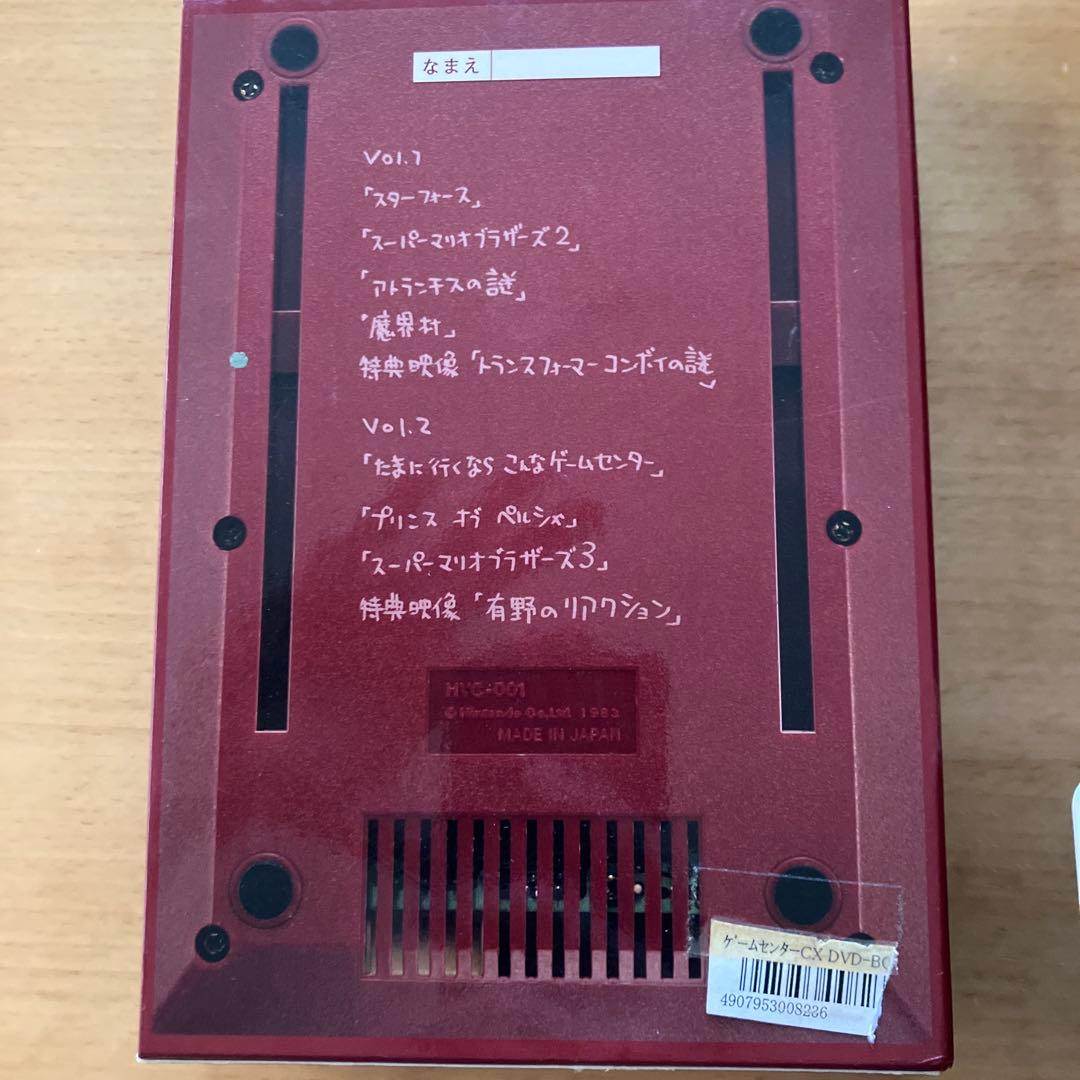 なまえ
Vol.1
「スターフォース」
「スーパーマリオブラザーズ2」
「アトランチスの謎」
「魔界村」
特典映像「トランスフォーマー コンボイの謎」
Vol.2
「たまに行くなら こんなゲームセンター」
「プリンス オブ ペルシャ」
「スーパーマリオブラザーズ3」
特典映像「有野のリアクション」
HVC-001
© Nintendo Co.,Ltd. 1983
MADE IN JAPAN
ゲームセンターCX DVD-BO
4907953008236